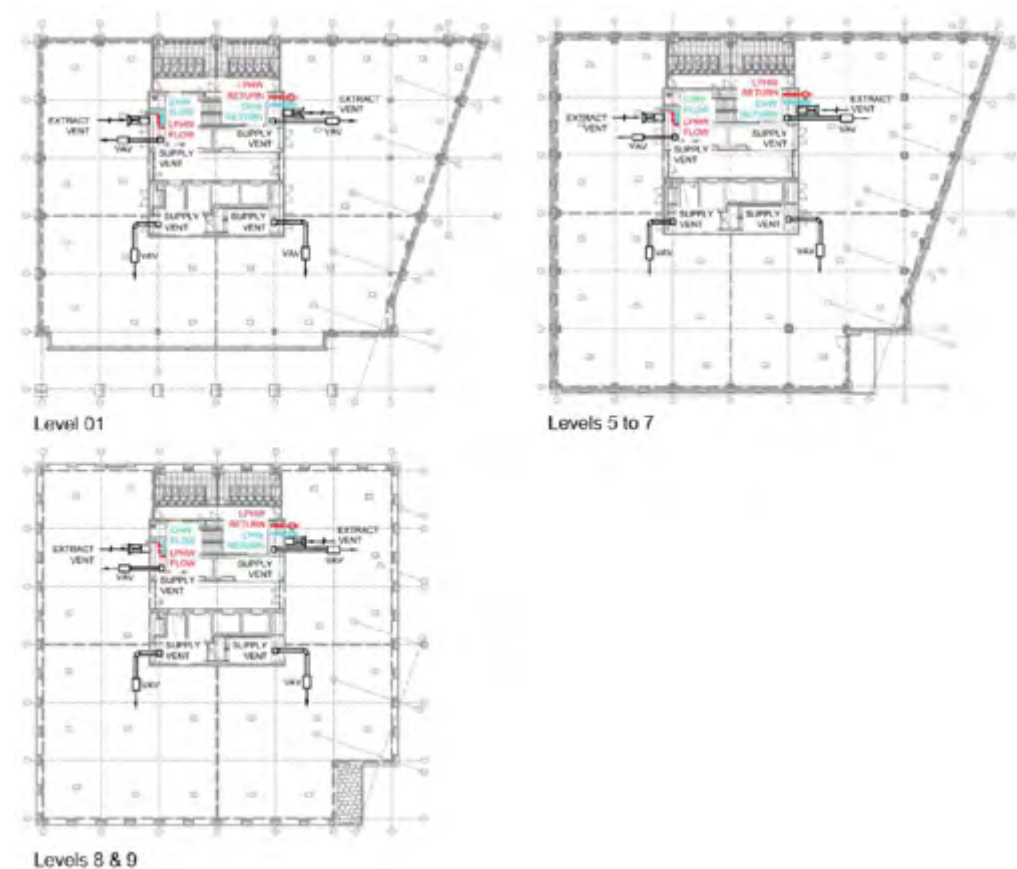 LPHW
RETURN
CHW
FLOW
CHW
RETURN
EXTRACT
VENT
EXTRACT
VENT
LPHW
FLOW
VAV
VAV
SUPPLY
VENT
SUPPLY
VENT
SUPPLY
VENT
SUPPLY
VENT
VAV
VAV
Level 01
LPHW
RETURN
CHW
FLOW
CHW
RETURN
EXTRACT
VENT
EXTRACT
VENT
LPHW
FLOW
VAV
VAV
SUPPLY
VENT
SUPPLY
VENT
SUPPLY
VENT
SUPPLY
VENT
VAV
VAV
Levels 5 to 7
LPHW
RETURN
CHW
FLOW
CHW
RETURN
EXTRACT
VENT
EXTRACT
VENT
LPHW
FLOW
VAV
VAV
SUPPLY
VENT
SUPPLY
VENT
SUPPLY
VENT
SUPPLY
VENT
VAV
VAV
Levels 8 & 9